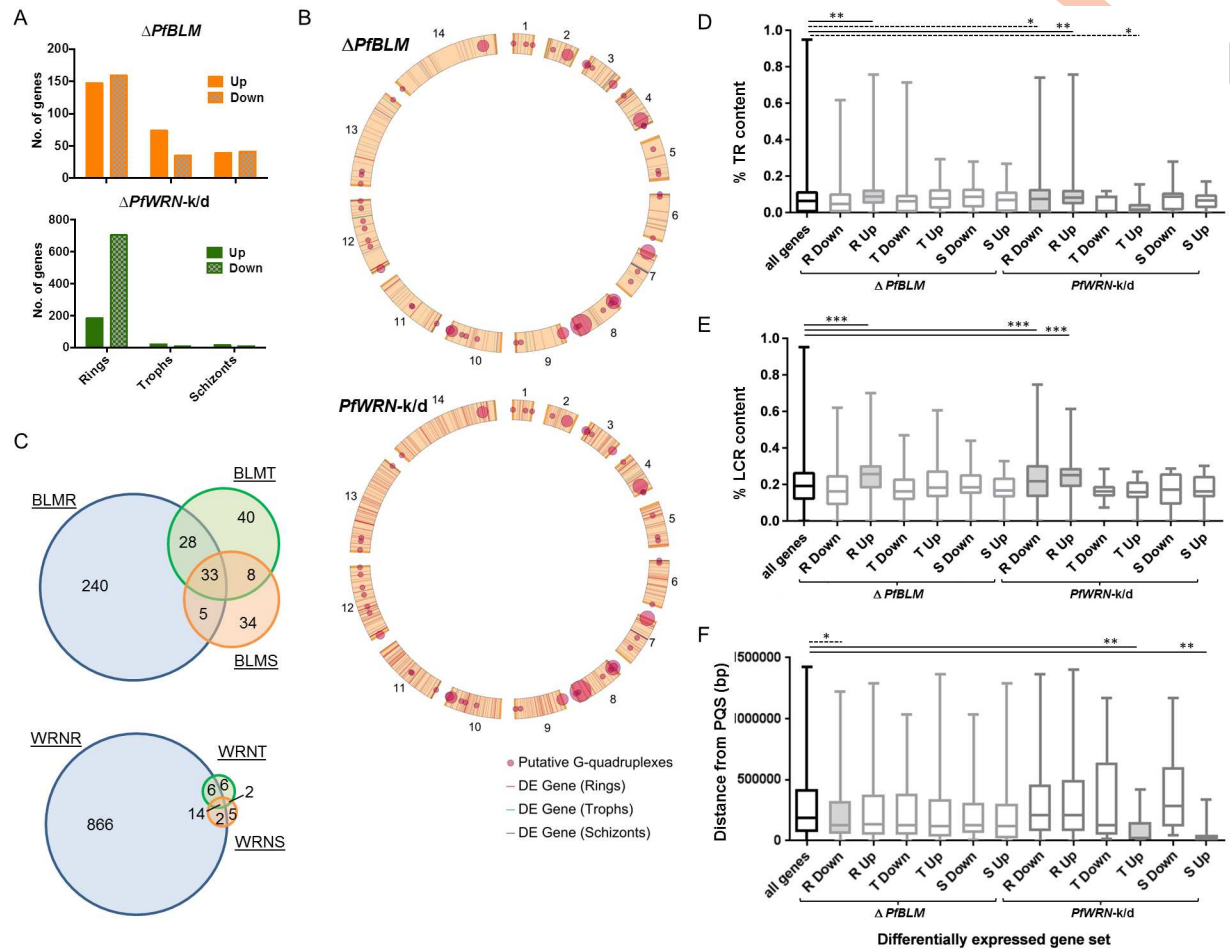 A
ΔPfBLM
No. of genes
200
150
100
50
0
Up
Down
ΔPfWRN-k/d
No. of genes
800
600
400
200
0
Up
Down
Rings
Trophs
Schizonts
B
ΔPfBLM
1
2
3
4
5
6
7
8
9
10
11
12
13
14
PfWRN-k/d
1
2
3
4
5
6
7
8
9
10
11
12
13
14
Putative G-quadruplexes
DE Gene (Rings)
DE Gene (Trophs)
DE Gene (Schizonts)
C
BLMR
BLMT
BLMS
240
28
40
33
8
5
34
WRNR
WRNT
WRNS
866
6
6
2
14
2
5
D
% TR content
1.0
0.8
0.6
0.4
0.2
0.0
**
*
**
*
all genes
R Down
R Up
T Down
T Up
S Down
S Up
R Down
R Up
T Down
T Up
S Down
S Up
Δ PfBLM
PfWRN-k/d
E
% LCR content
1.0
0.8
0.6
0.4
0.2
0.0
***
***
***
all genes
R Down
R Up
T Down
T Up
S Down
S Up
R Down
R Up
T Down
T Up
S Down
S Up
Δ PfBLM
PfWRN-k/d
F
Distance from PQS (bp)
500000
000000
500000
0
*
**
**
all genes
R Down
R Up
T Down
T Up
S Down
S Up
R Down
R Up
T Down
T Up
S Down
S Up
Δ PfBLM
PfWRN-k/d
Differentially expressed gene set